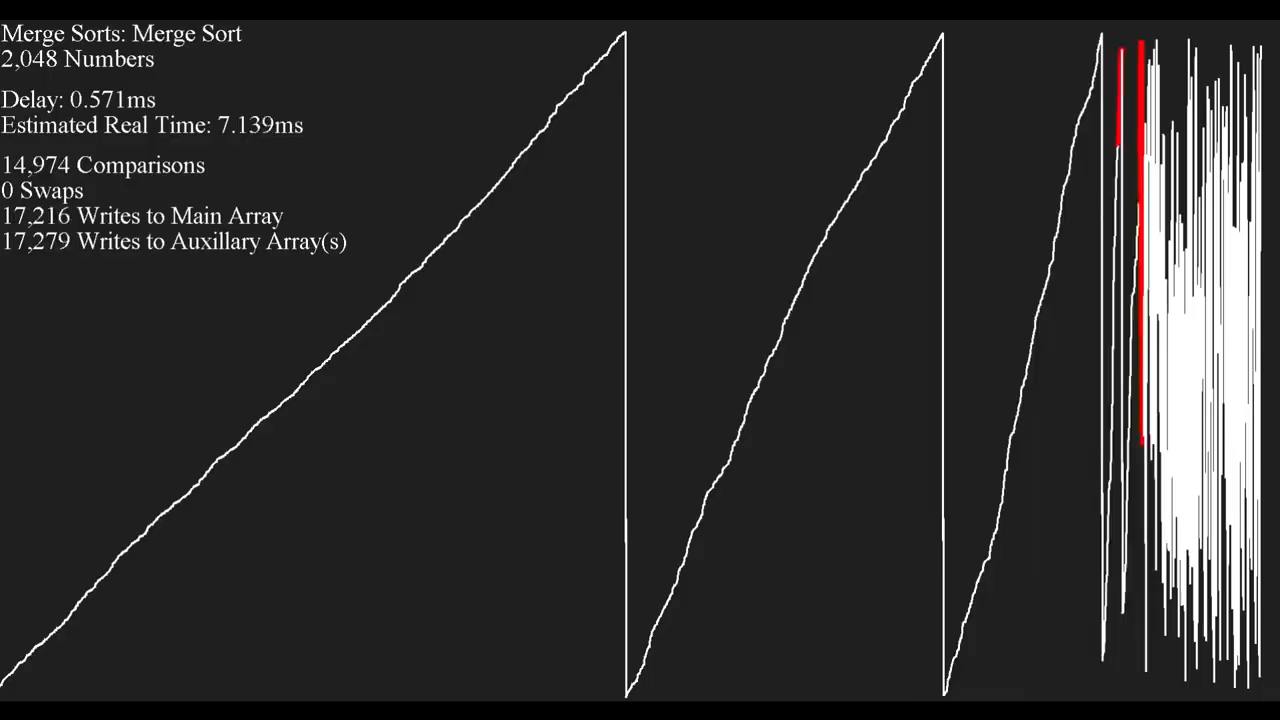 Merge Sorts: Merge Sort
2,048 Numbers
Delay: 0.571ms
Estimated Real Time: 7.139ms
14,974 Comparisons
0 Swaps
17,216 Writes to Main Array
17,279 Writes to Auxillary Array(s)